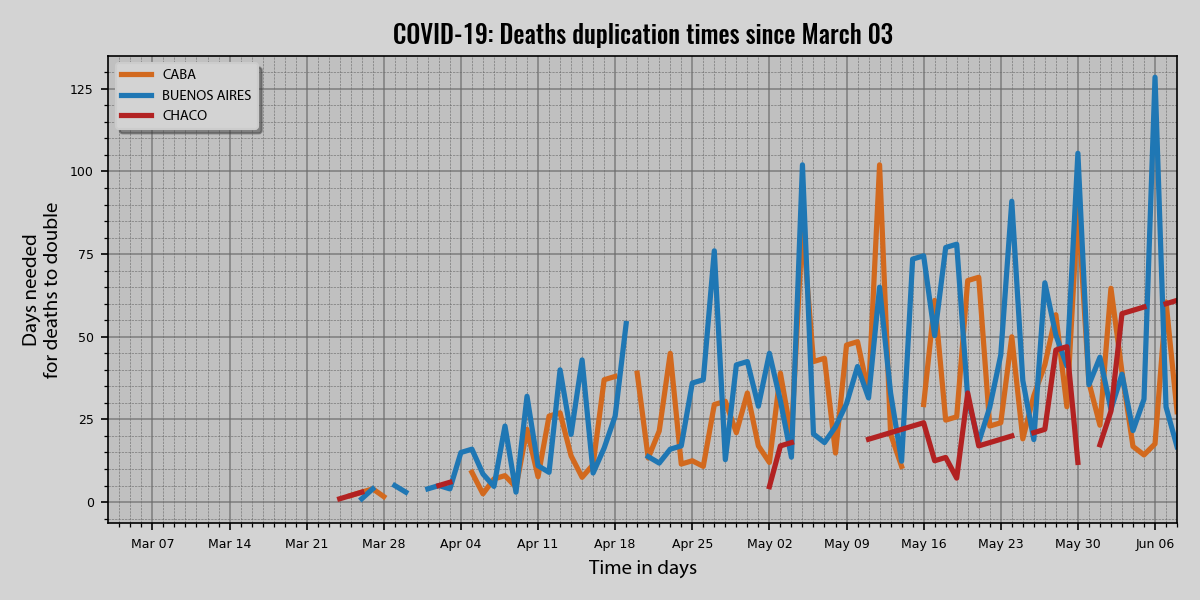 COVID-19: Deaths duplication times since March 03
CABA
BUENOS AIRES
CHACO
Days needed
for deaths to double
125
100
75
50
25
0
Mar 07
Mar 14
Mar 21
Mar 28
Apr 04
Apr 11
Apr 18
Apr 25
May 02
May 09
May 16
May 23
May 30
Jun 06
Time in days